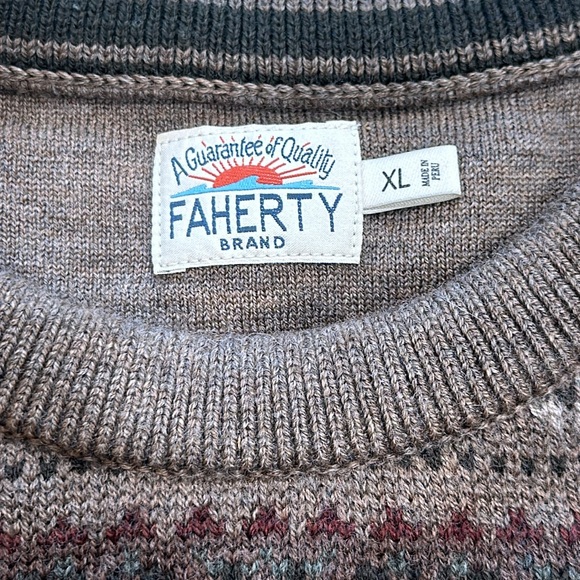 A Guarantee of Quality
FAHERTY
BRAND
XL
MADE IN
PERU